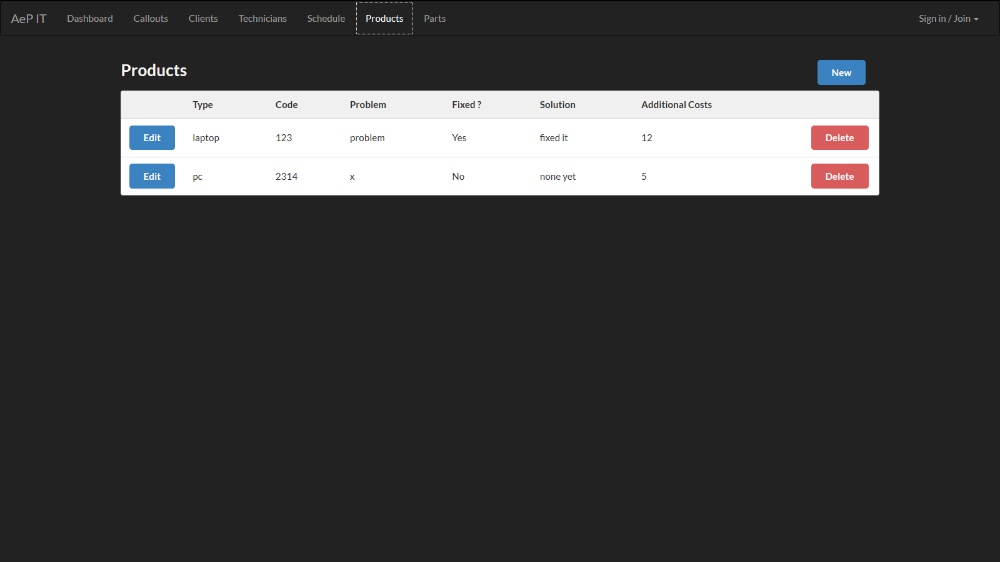 AeP IT Dashboard Callouts Clients Technicians Schedule Products Parts Sign in / Join
Products New
Type Code Problem Fixed ? Solution Additional Costs
Edit laptop 123 problem Yes fixed it 12 Delete
Edit pc 2314 x No none yet 5 Delete